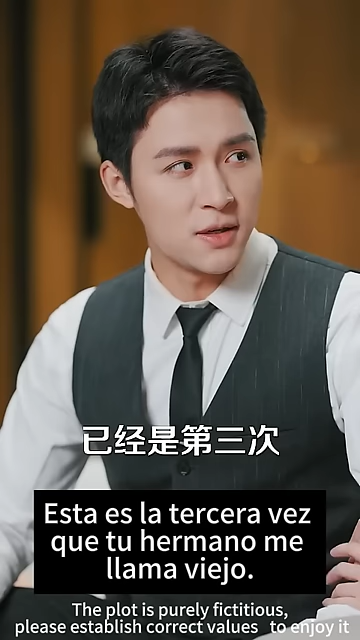 已经是第三次
Esta es la tercera vez
que tu hermano me
llama viejo.
The plot is purely fictitious,
please establish correct values to enjoy it